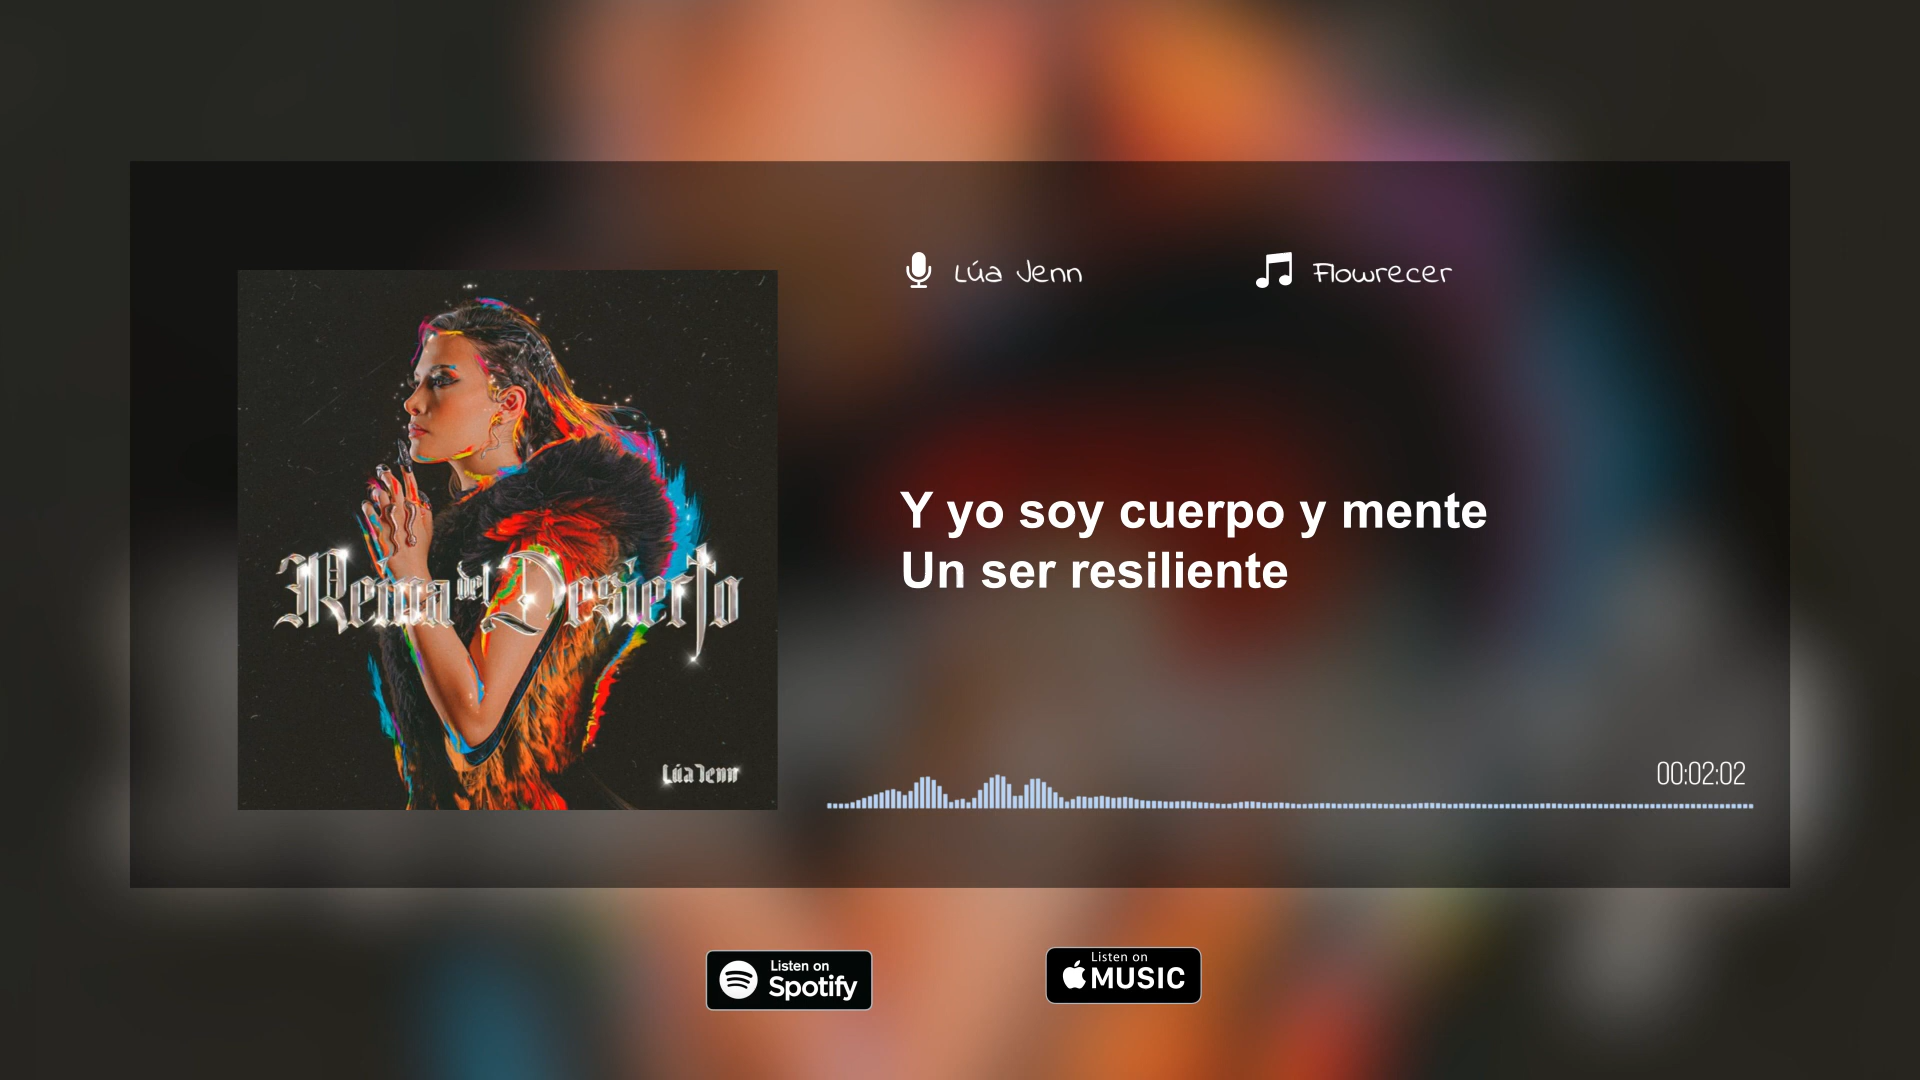 Lúa Jenn
Flowrecer
Reina del Desierto
Lúa Jenn
Y yo soy cuerpo y mente
Un ser resiliente
00:02:02
Listen on
Spotify
Listen on
MUSIC